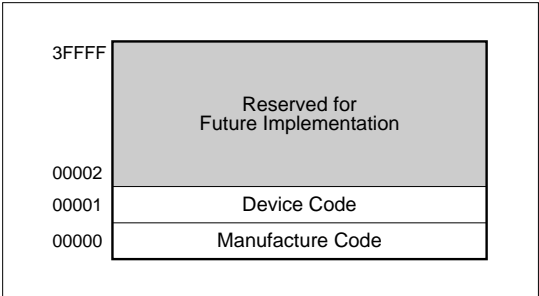 3FFFF
Reserved for
Future Implementation
00002
00001 Device Code
00000 Manufacture Code